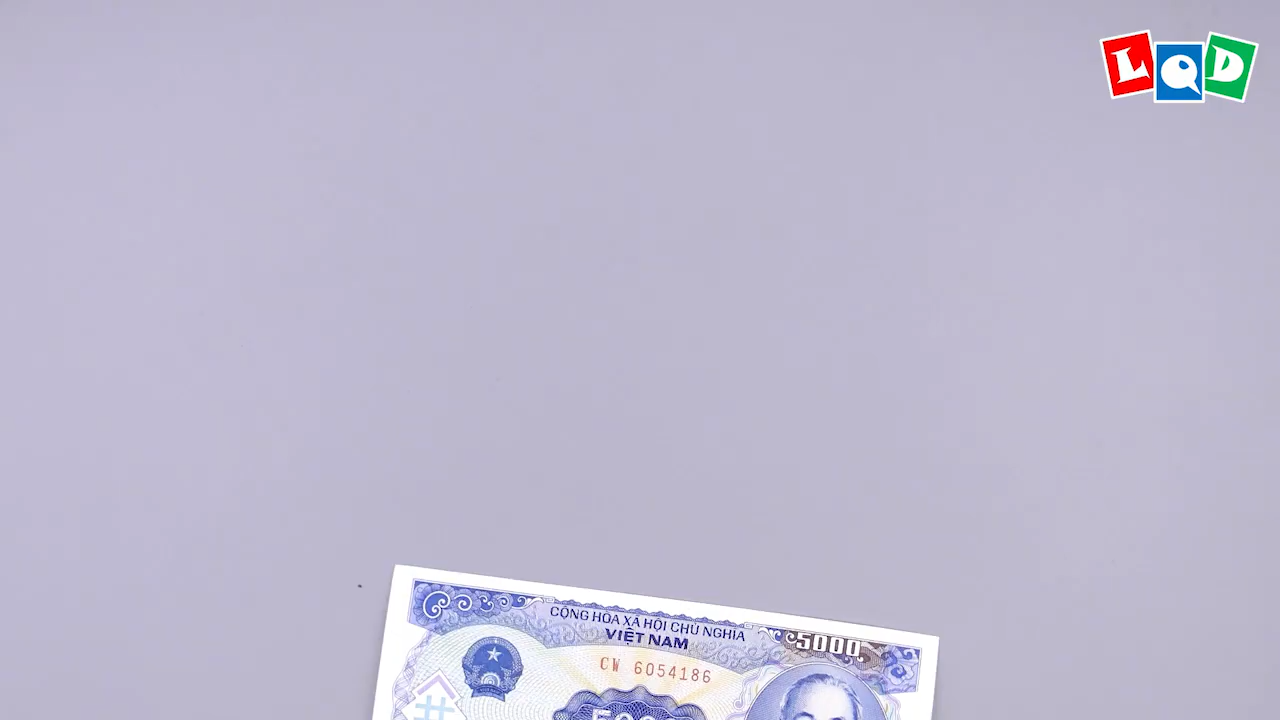 LQD
CỘNG HÒA XÃ HỘI CHỦ NGHĨA
VIỆT NAM
5000
CW 6054186